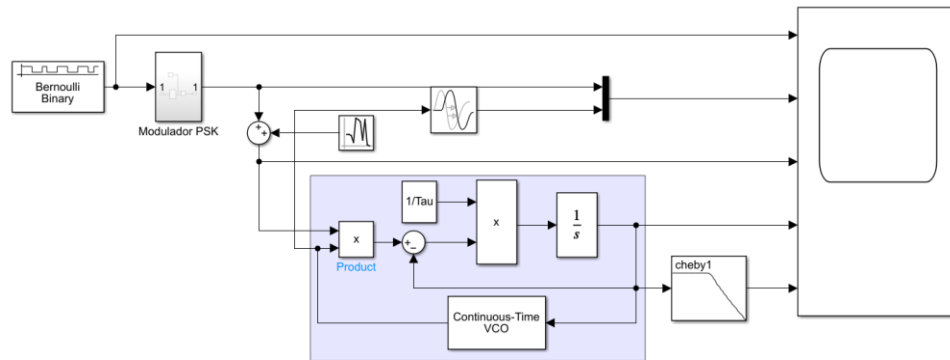 Bernoulli
Binary
1 1
Modulador PSK
+
+
1/Tau
x
1
s
x
Product
+
−
cheby1
Continuous-Time
VCO